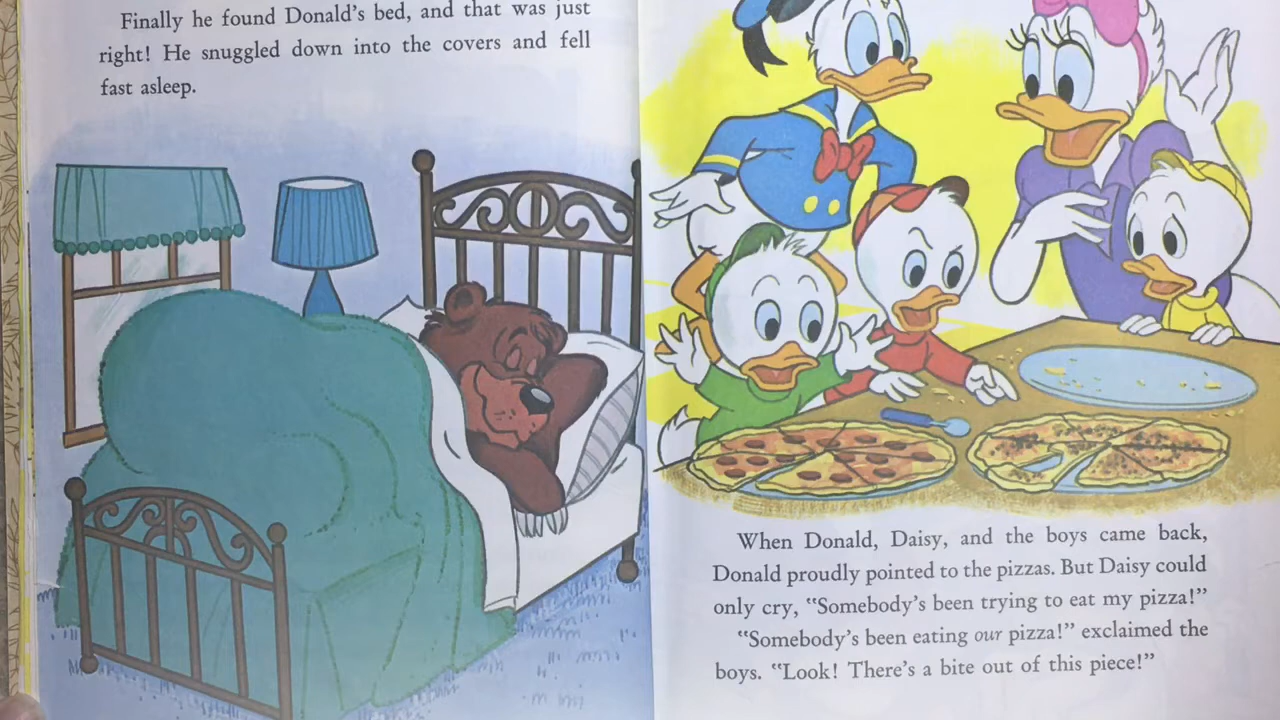 Finally he found Donald's bed, and that was just
right! He snuggled down into the covers and fell
fast asleep.
When Donald, Daisy, and the boys came back,
Donald proudly pointed to the pizzas. But Daisy could
only cry, "Somebody's been trying to eat my pizza!"
"Somebody's been eating our pizza!" exclaimed the
boys. "Look! There's a bite out of this piece!"